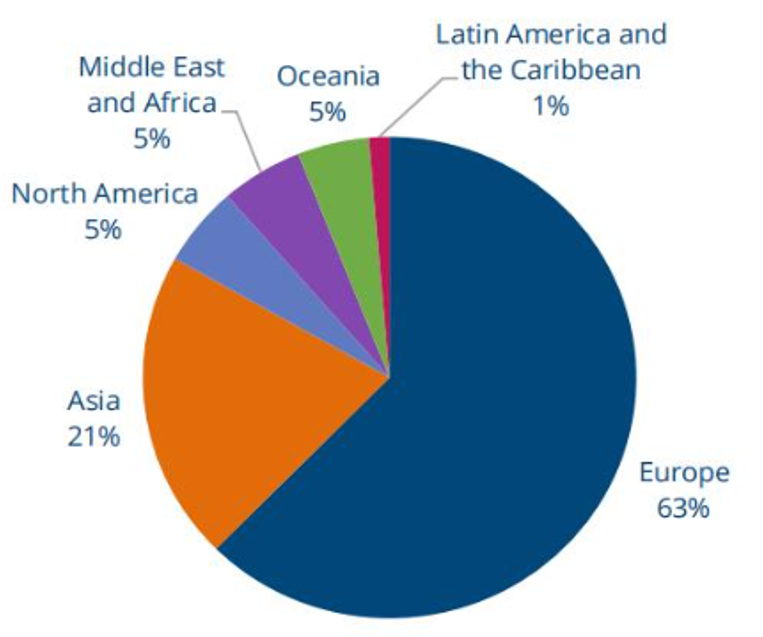 Latin America and
the Caribbean
1%
Oceania
5%
Middle East
and Africa
5%
North America
5%
Asia
21%
Europe
63%